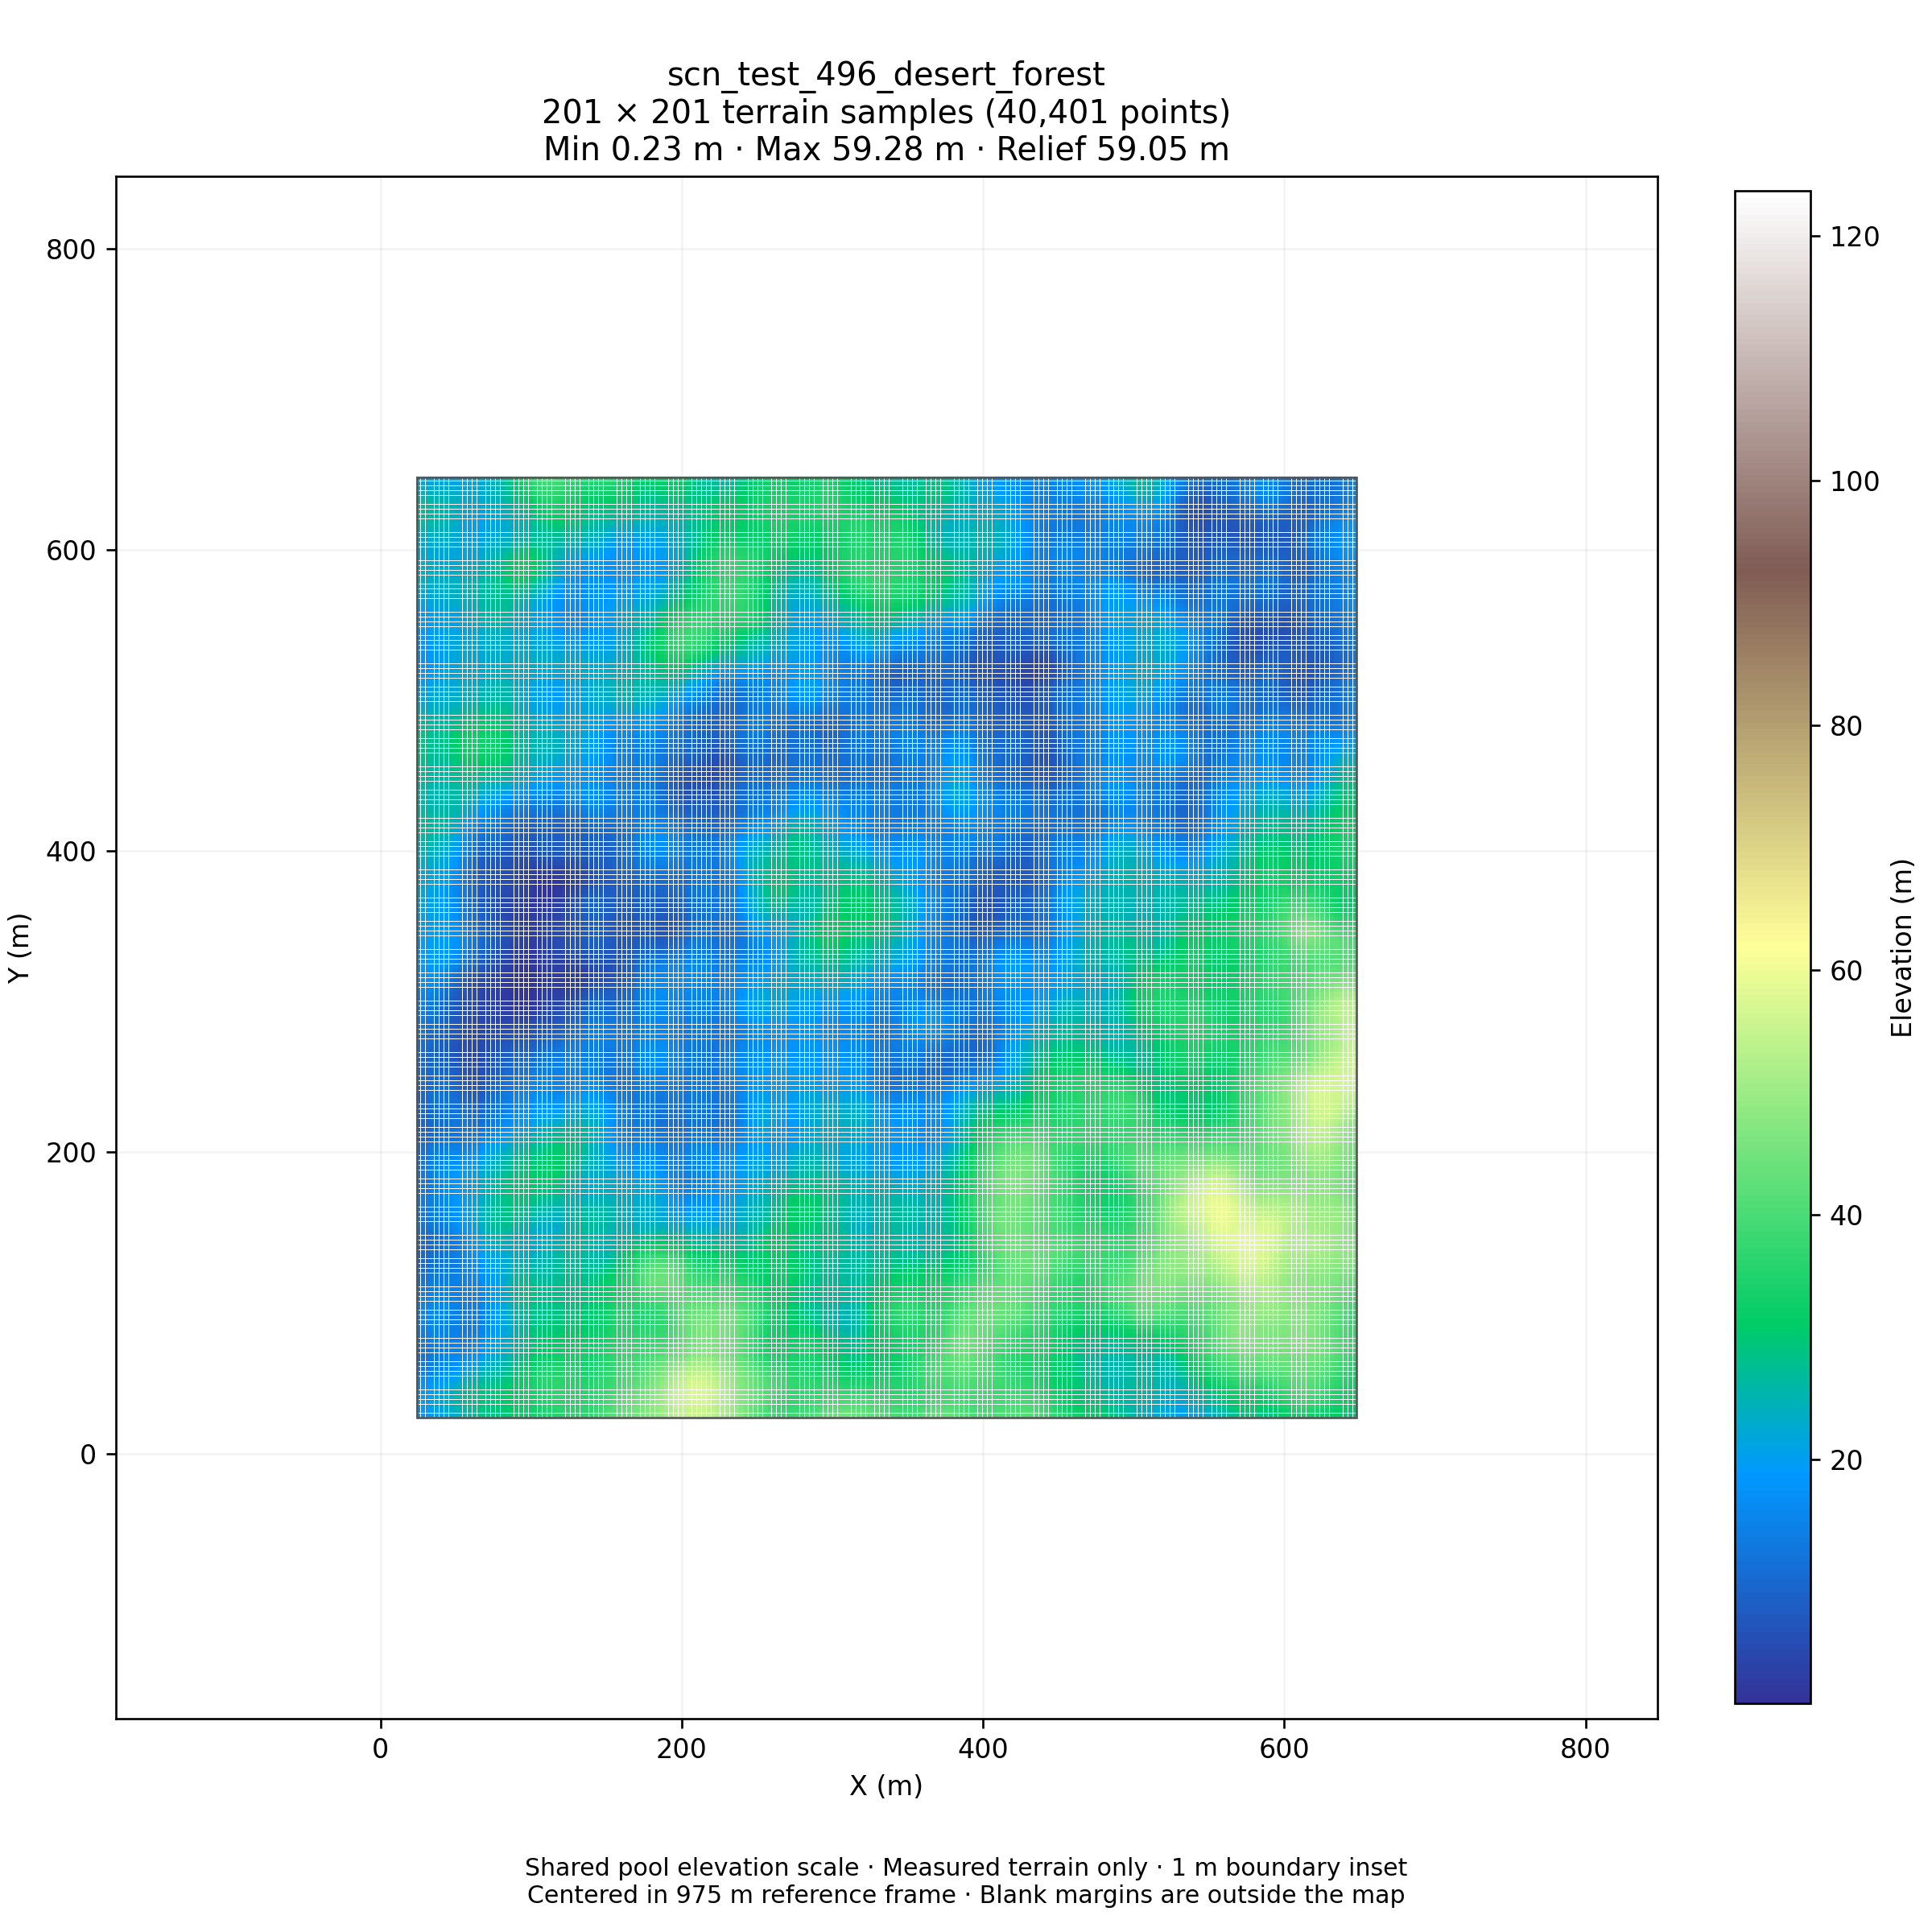 scn_test_496_desert_forest
201 × 201 terrain samples (40,401 points)
Min 0.23 m · Max 59.28 m · Relief 59.05 m
800
600
400
200
0
Y (m)
0 200 400 600 800
X (m)
120
100
80
60
40
20
Elevation (m)
Shared pool elevation scale · Measured terrain only · 1 m boundary inset
Centered in 975 m reference frame · Blank margins are outside the map